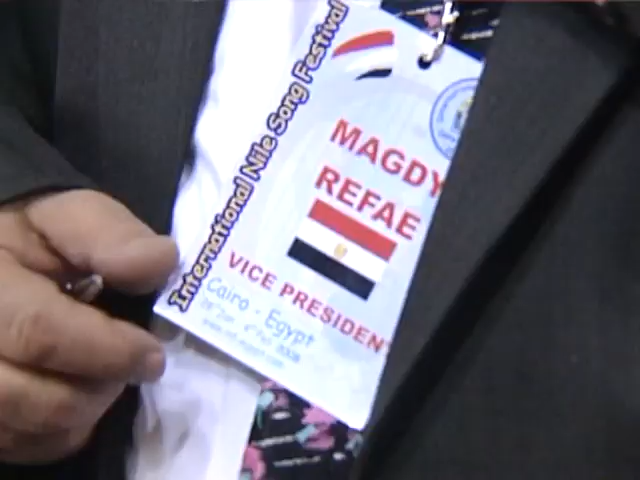 International Nile Song Festival
MAGDY
REFAE
VICE PRESIDENT
Cairo - Egypt